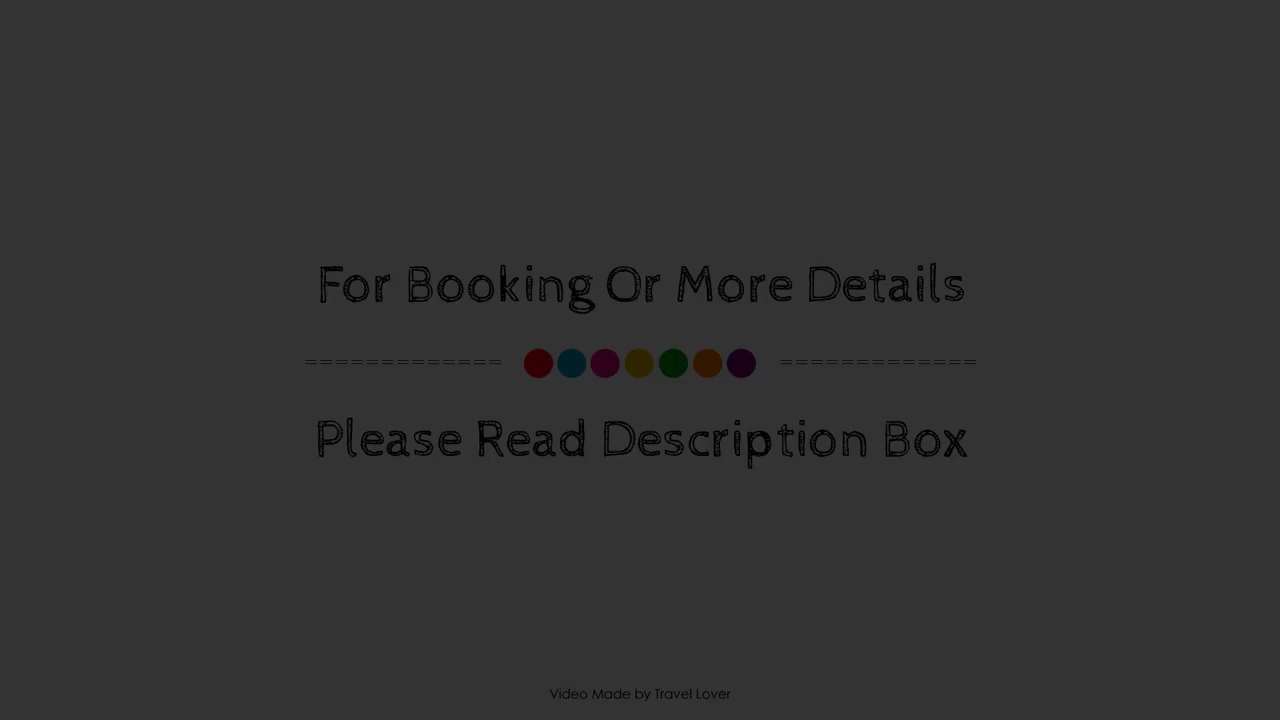 For Booking Or More Details
============= =============
Please Read Description Box
Video Made by Travel Lover